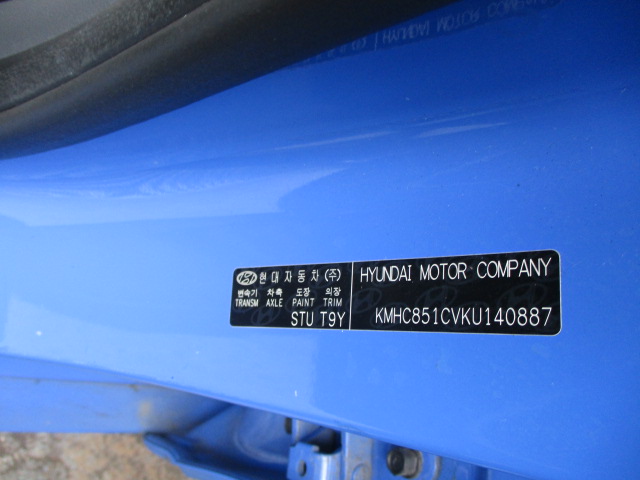 현대자동차(주)
변속기 차축 도장 의장
TRANSM AXLE PAINT TRIM
STU T9Y
HYUNDAI MOTOR COMPANY
KMHC851CVKU140887